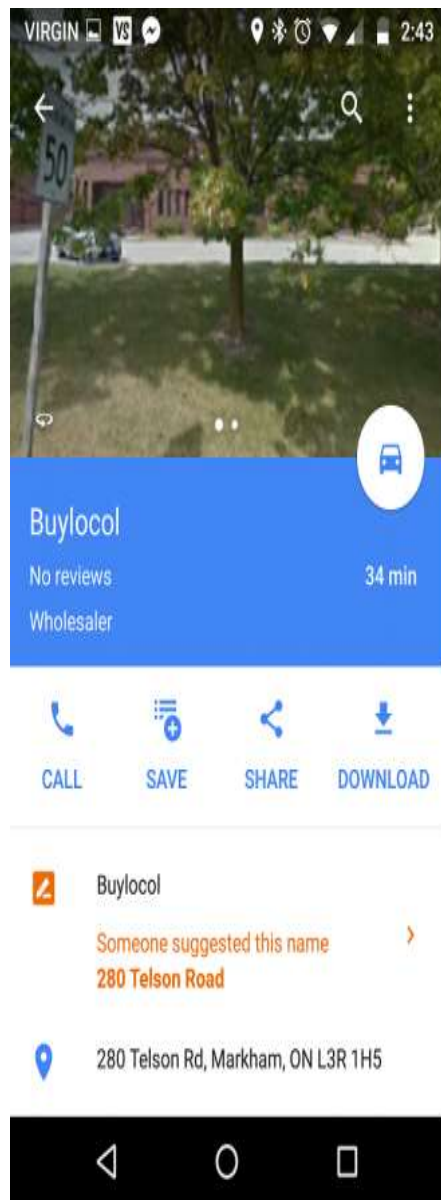 VIRGIN VS 2:43
50
Buylocol
No reviews 34 min
Wholesaler
CALL SAVE SHARE DOWNLOAD
Buylocol
Someone suggested this name
280 Telson Road
280 Telson Rd, Markham, ON L3R 1H5